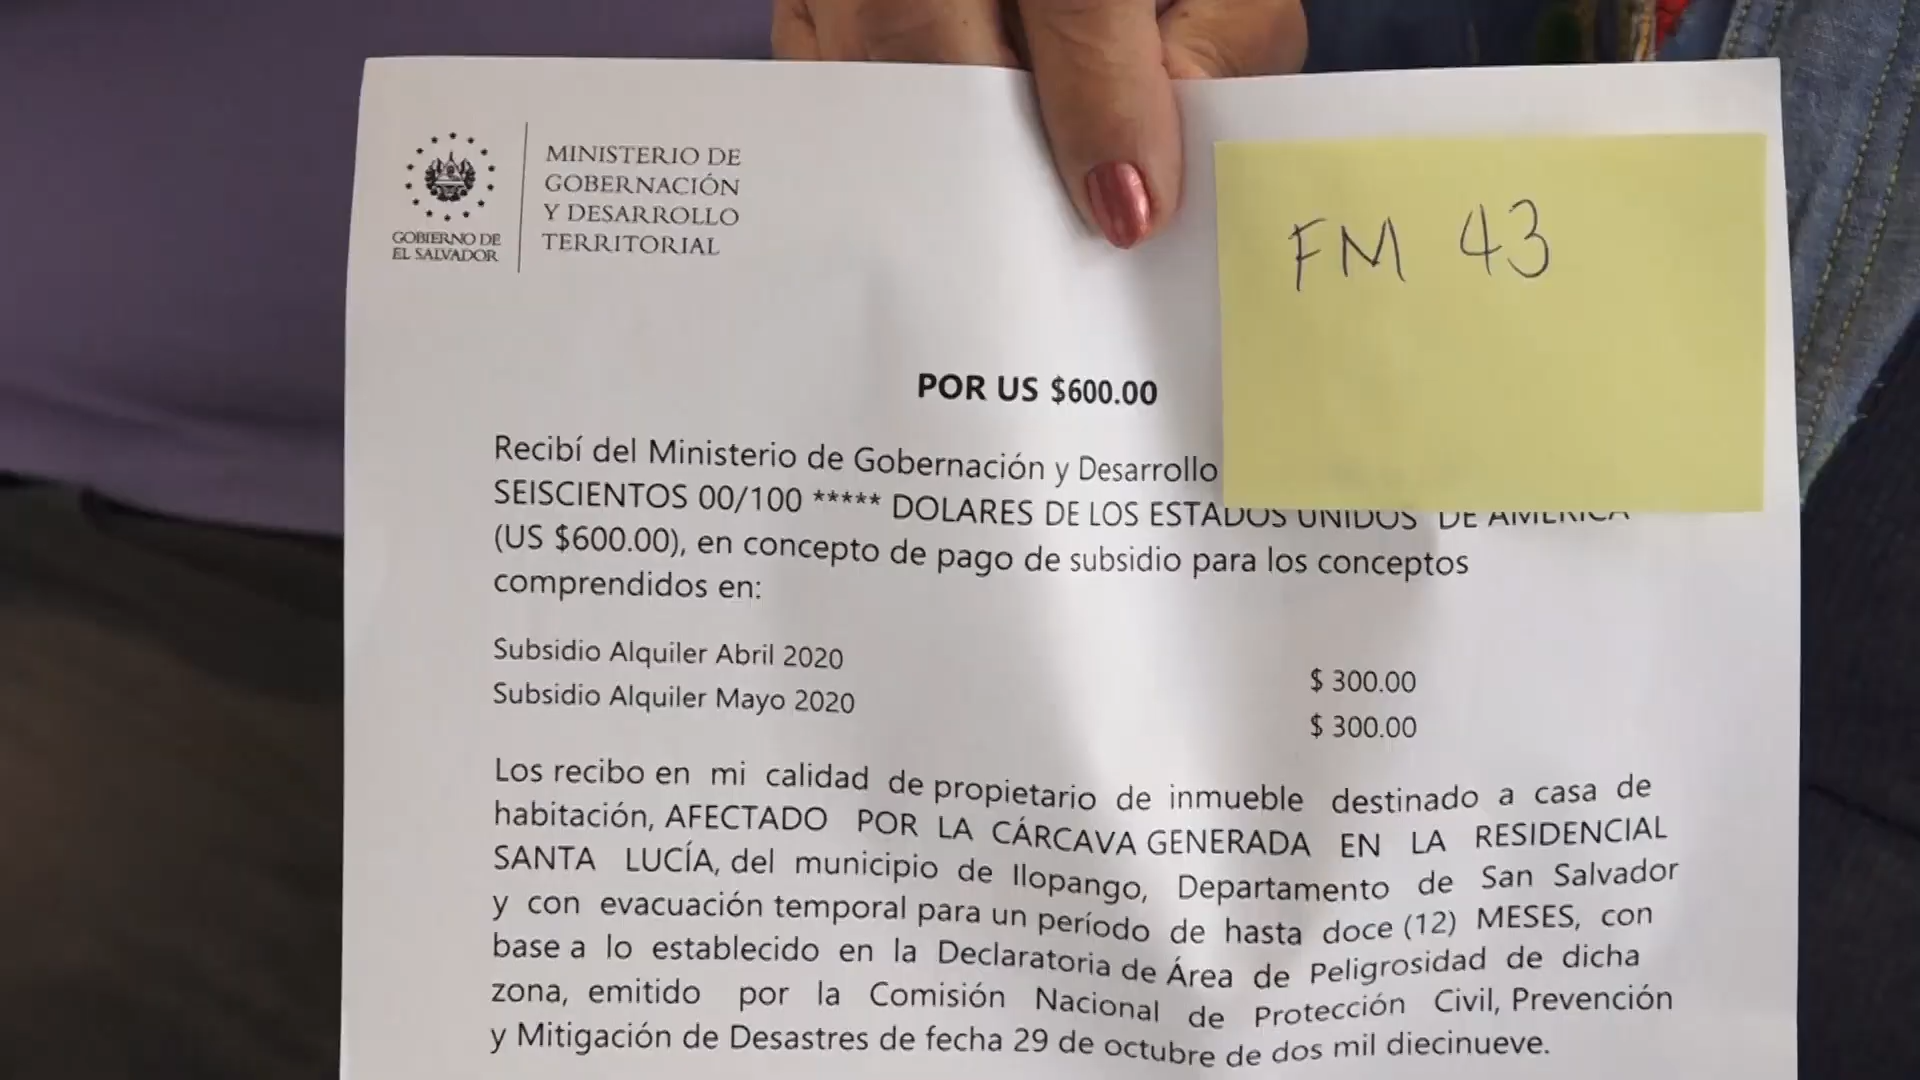 GOBIERNO DE
EL SALVADOR
MINISTERIO DE
GOBERNACIÓN
Y DESARROLLO
TERRITORIAL
FM 43
POR US $600.00
Recibí del Ministerio de Gobernación y Desarrollo
SEISCIENTOS 00/100 ***** DOLARES DE LOS ESTADOS UNIDOS DE AMERICA
(US $600.00), en concepto de pago de subsidio para los conceptos
comprendidos en:
Subsidio Alquiler Abril 2020 $ 300.00
Subsidio Alquiler Mayo 2020 $ 300.00
Los recibo en mi calidad de propietario de inmueble destinado a casa de
habitación, AFECTADO POR LA CÁRCAVA GENERADA EN LA RESIDENCIAL
SANTA LUCÍA, del municipio de Ilopango, Departamento de San Salvador
y con evacuación temporal para un período de hasta doce (12) MESES, con
base a lo establecido en la Declaratoria de Área de Peligrosidad de dicha
zona, emitido por la Comisión Nacional de Protección Civil, Prevención
y Mitigación de Desastres de fecha 29 de octubre de dos mil diecinueve.